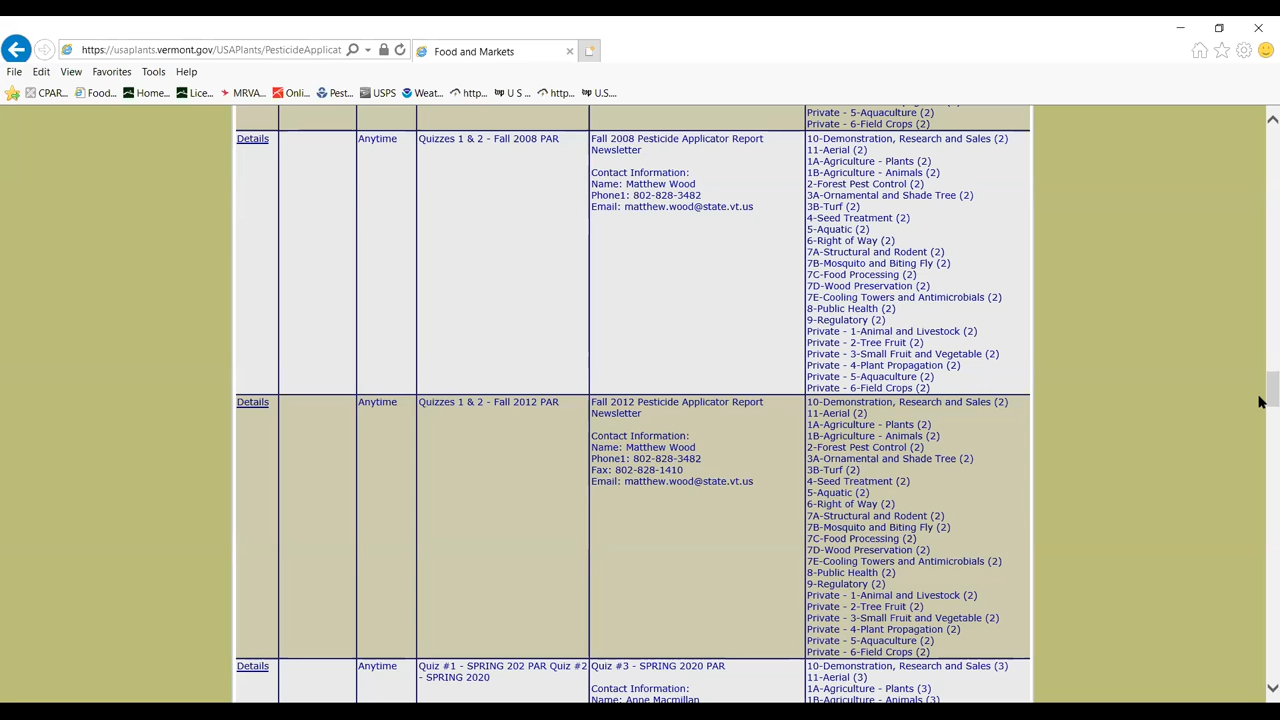 https://usaplants.vermont.gov/USAPlants/PesticideApplicat
Food and Markets
File Edit View Favorites Tools Help
CPAR... Food... Home... Lice... MRVA... Onli... Pest... USPS Weat... http... U S ... http... U.S....
Private - 5-Aquaculture (2)
Private - 6-Field Crops (2)
Details
Anytime
Quizzes 1 & 2 - Fall 2008 PAR
Fall 2008 Pesticide Applicator Report
Newsletter
Contact Information:
Name: Matthew Wood
Phone1: 802-828-3482
Email: matthew.wood@state.vt.us
10-Demonstration, Research and Sales (2)
11-Aerial (2)
1A-Agriculture - Plants (2)
1B-Agriculture - Animals (2)
2-Forest Pest Control (2)
3A-Ornamental and Shade Tree (2)
3B-Turf (2)
4-Seed Treatment (2)
5-Aquatic (2)
6-Right of Way (2)
7A-Structural and Rodent (2)
7B-Mosquito and Biting Fly (2)
7C-Food Processing (2)
7D-Wood Preservation (2)
7E-Cooling Towers and Antimicrobials (2)
8-Public Health (2)
9-Regulatory (2)
Private - 1-Animal and Livestock (2)
Private - 2-Tree Fruit (2)
Private - 3-Small Fruit and Vegetable (2)
Private - 4-Plant Propagation (2)
Private - 5-Aquaculture (2)
Private - 6-Field Crops (2)
Details
Anytime
Quizzes 1 & 2 - Fall 2012 PAR
Fall 2012 Pesticide Applicator Report
Newsletter
Contact Information:
Name: Matthew Wood
Phone1: 802-828-3482
Fax: 802-828-1410
Email: matthew.wood@state.vt.us
10-Demonstration, Research and Sales (2)
11-Aerial (2)
1A-Agriculture - Plants (2)
1B-Agriculture - Animals (2)
2-Forest Pest Control (2)
3A-Ornamental and Shade Tree (2)
3B-Turf (2)
4-Seed Treatment (2)
5-Aquatic (2)
6-Right of Way (2)
7A-Structural and Rodent (2)
7B-Mosquito and Biting Fly (2)
7C-Food Processing (2)
7D-Wood Preservation (2)
7E-Cooling Towers and Antimicrobials (2)
8-Public Health (2)
9-Regulatory (2)
Private - 1-Animal and Livestock (2)
Private - 2-Tree Fruit (2)
Private - 3-Small Fruit and Vegetable (2)
Private - 4-Plant Propagation (2)
Private - 5-Aquaculture (2)
Private - 6-Field Crops (2)
Details
Anytime
Quiz #1 - SPRING 202 PAR Quiz #2
- SPRING 2020
Quiz #3 - SPRING 2020 PAR
Contact Information:
Name: Anne Macmillan
10-Demonstration, Research and Sales (3)
11-Aerial (3)
1A-Agriculture - Plants (3)
1B-Agriculture - Animals (3)